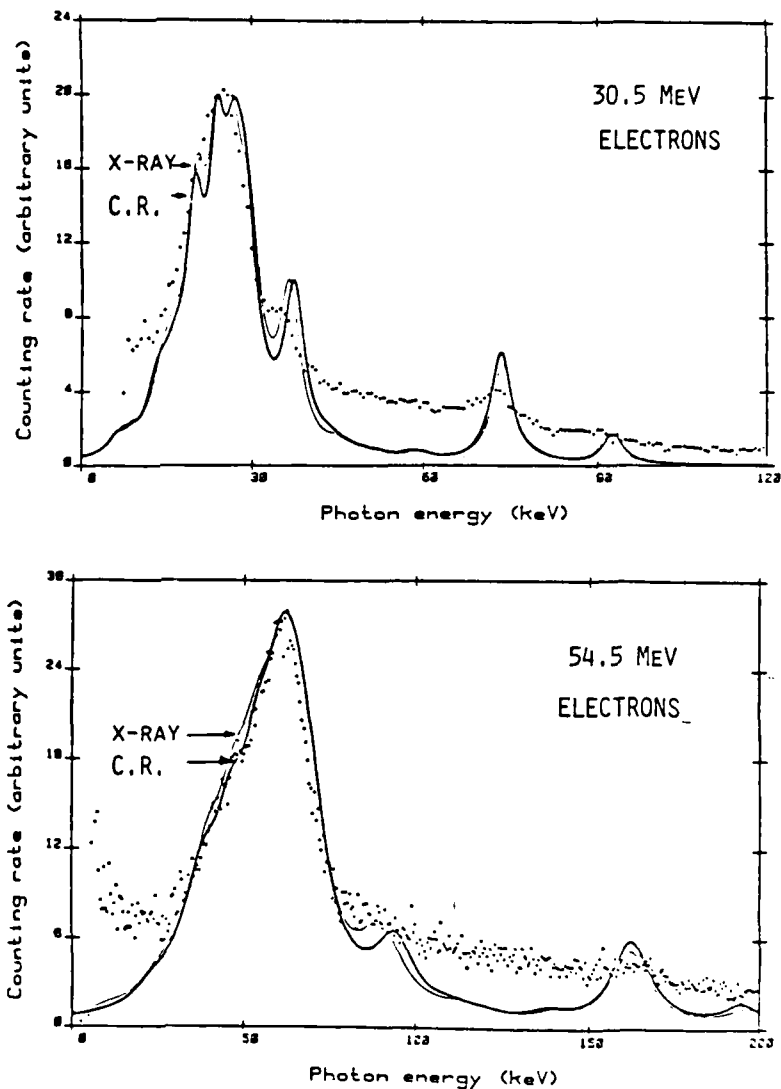 24
20
16
12
8
4
0
Counting rate (arbitrary units)
30.5 MEV
ELECTRONS
X-RAY
C.R.
0 30 60 90 120
Photon energy (keV)
30
24
18
12
6
0
Counting rate (arbitrary units)
54.5 MEV
ELECTRONS
X-RAY
C.R.
0 50 100 150 200
Photon energy (keV)